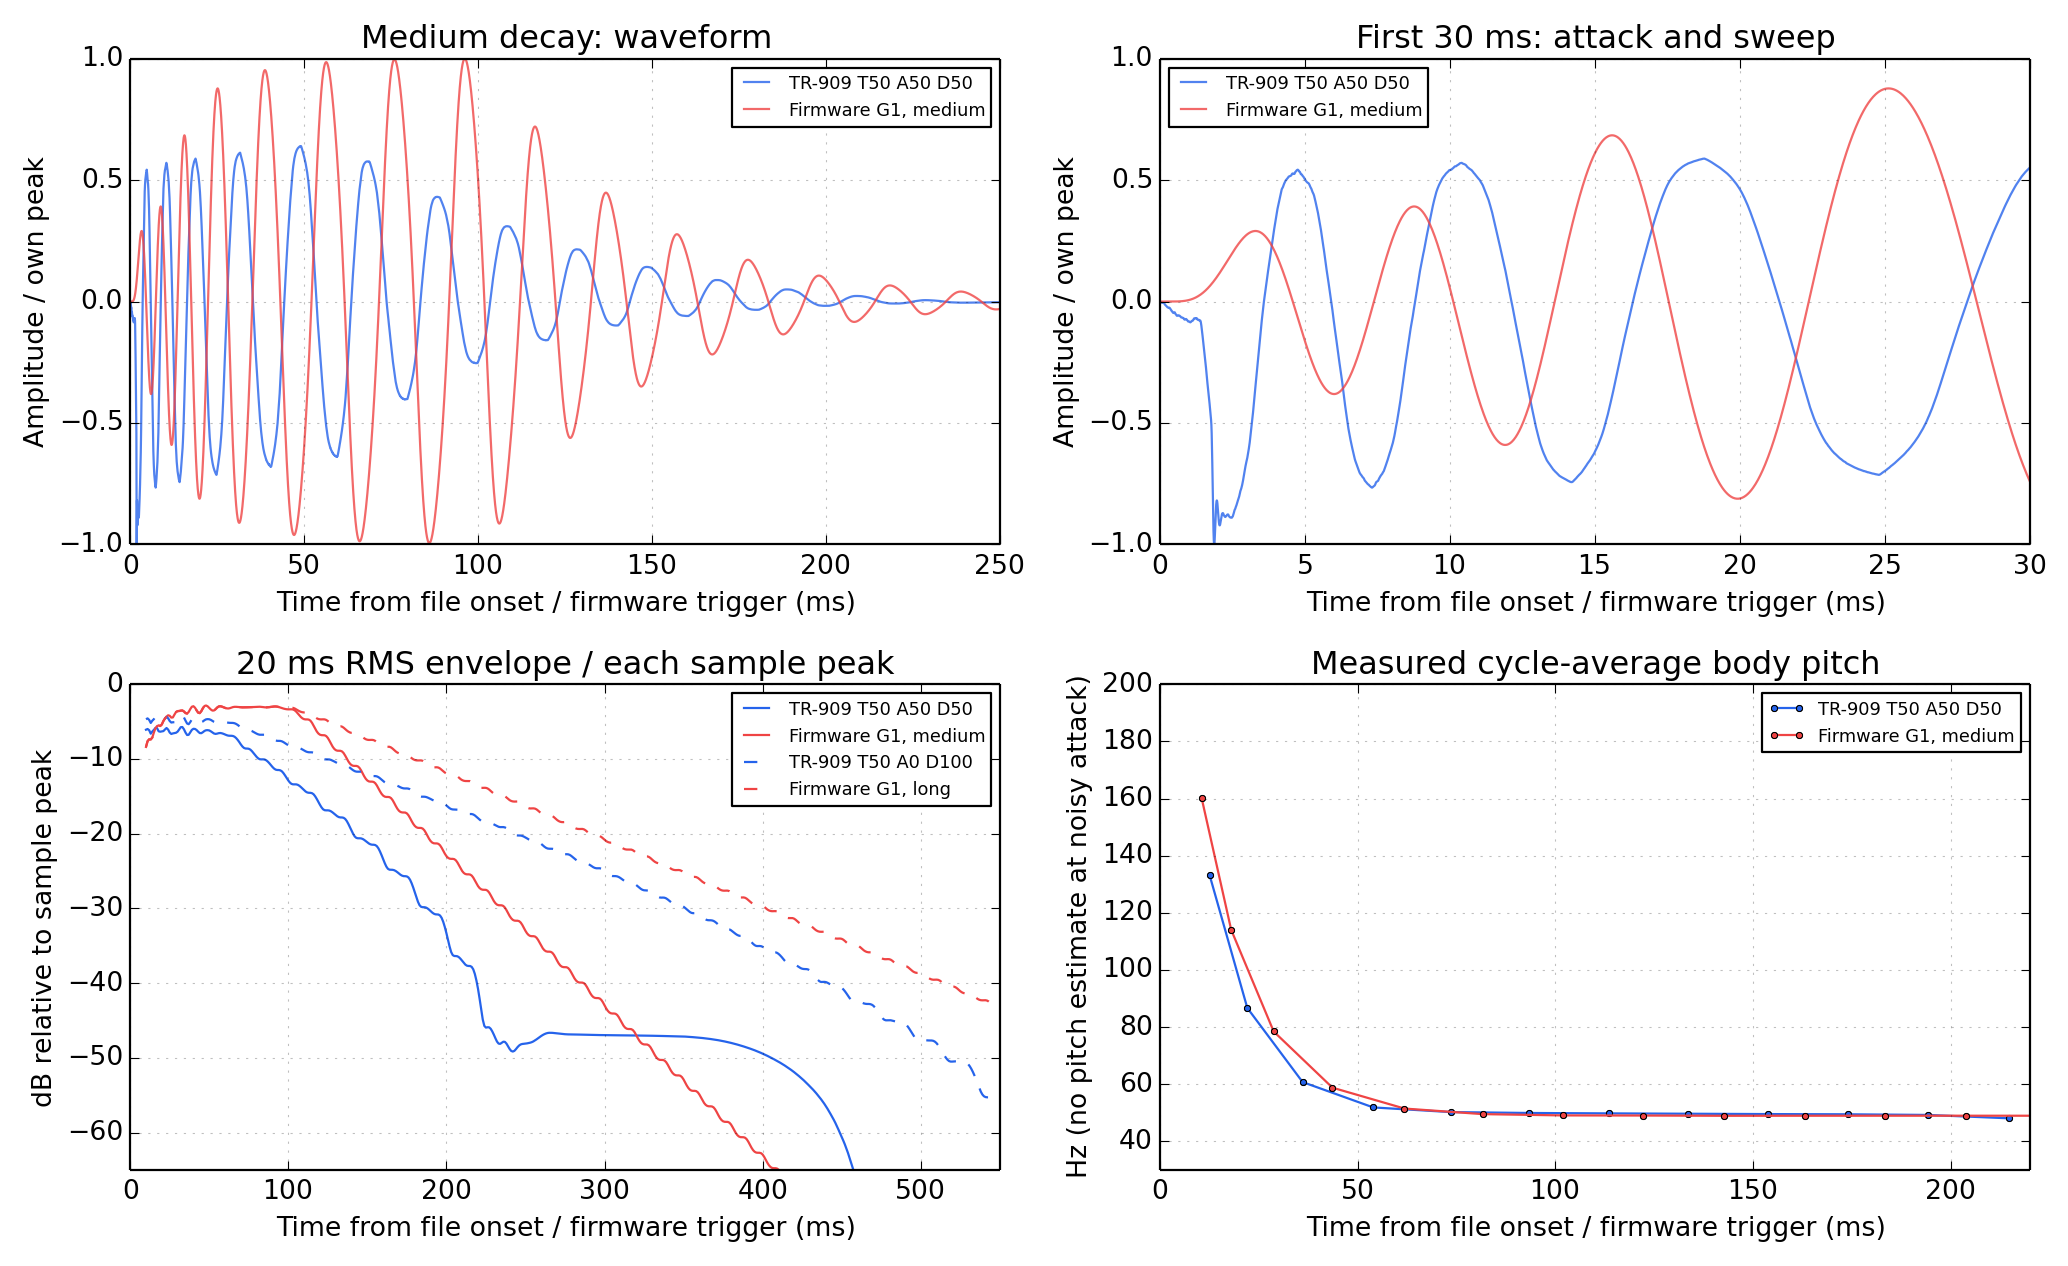 Medium decay: waveform
TR-909 T50 A50 D50
Firmware G1, medium
Amplitude / own peak
1.0
0.5
0.0
−0.5
−1.0
0 50 100 150 200 250
Time from file onset / firmware trigger (ms)
First 30 ms: attack and sweep
TR-909 T50 A50 D50
Firmware G1, medium
Amplitude / own peak
1.0
0.5
0.0
−0.5
−1.0
0 5 10 15 20 25 30
Time from file onset / firmware trigger (ms)
20 ms RMS envelope / each sample peak
TR-909 T50 A50 D50
Firmware G1, medium
TR-909 T50 A0 D100
Firmware G1, long
dB relative to sample peak
0
−10
−20
−30
−40
−50
−60
0 100 200 300 400 500
Time from file onset / firmware trigger (ms)
Measured cycle-average body pitch
TR-909 T50 A50 D50
Firmware G1, medium
Hz (no pitch estimate at noisy attack)
200
180
160
140
120
100
80
60
40
0 50 100 150 200
Time from file onset / firmware trigger (ms)